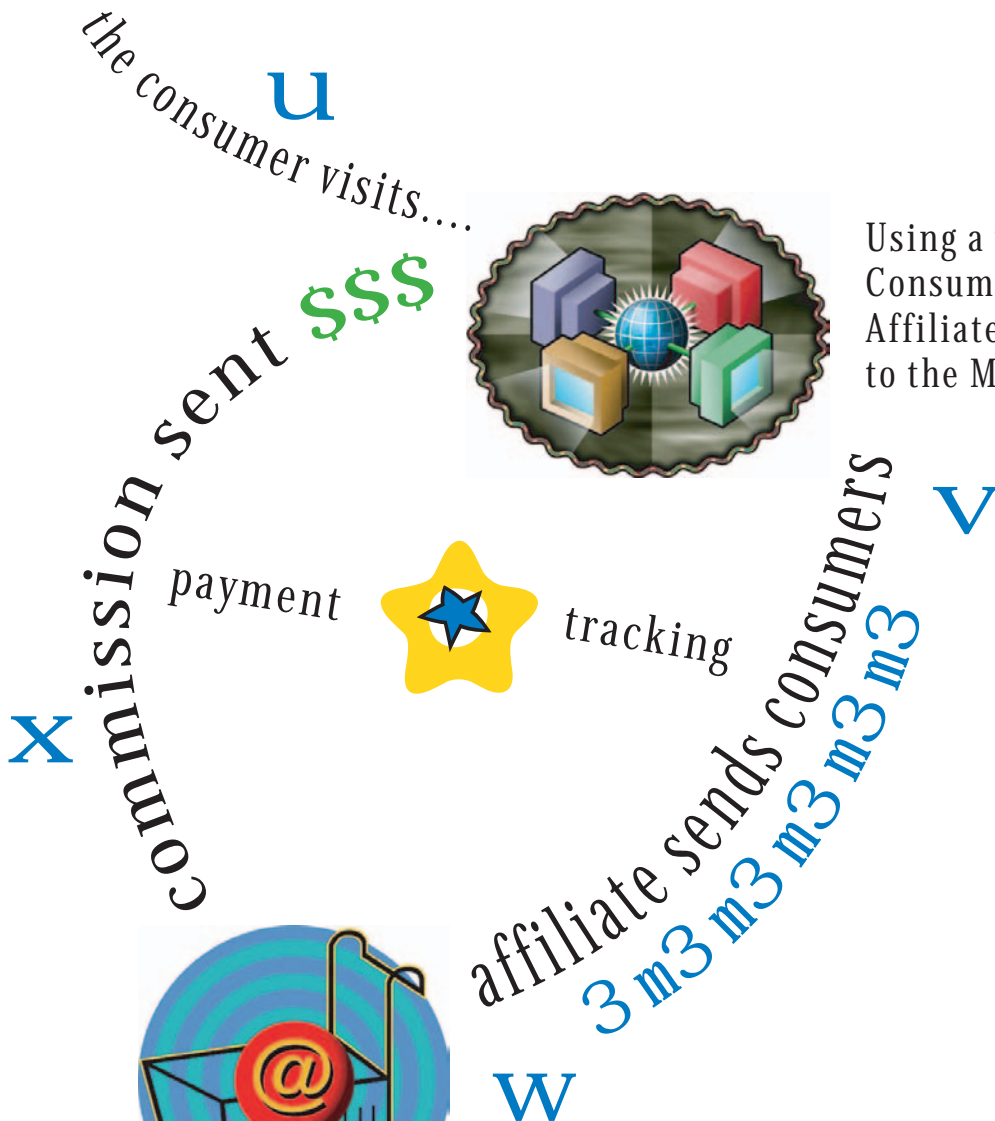 the consumer visits....
u
$$$
Using a
Consum
Affiliate
to the M
commission sent
payment
tracking
affiliate sends consumers
v
3 m3 m3 m3 m3 m3
x
@
w